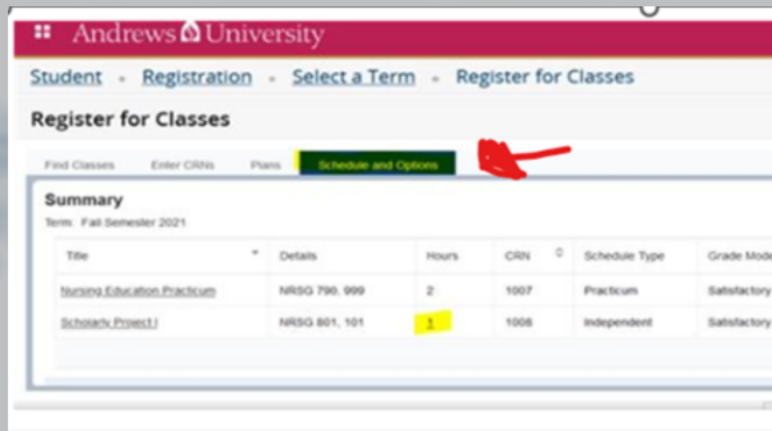 Andrews University
Student Registration Select a Term Register for Classes
Register for Classes
Find Classes Enter CRNs Plans Schedule and Options
Summary
Term: Fall Semester 2021
Title Details Hours CRN Schedule Type Grade Mode
Nursing Education Practicum NRSG 790, 999 2 1007 Practicum Satisfactory
Scholarly Project I NRSG 801, 101 1 1008 Independent Satisfactory